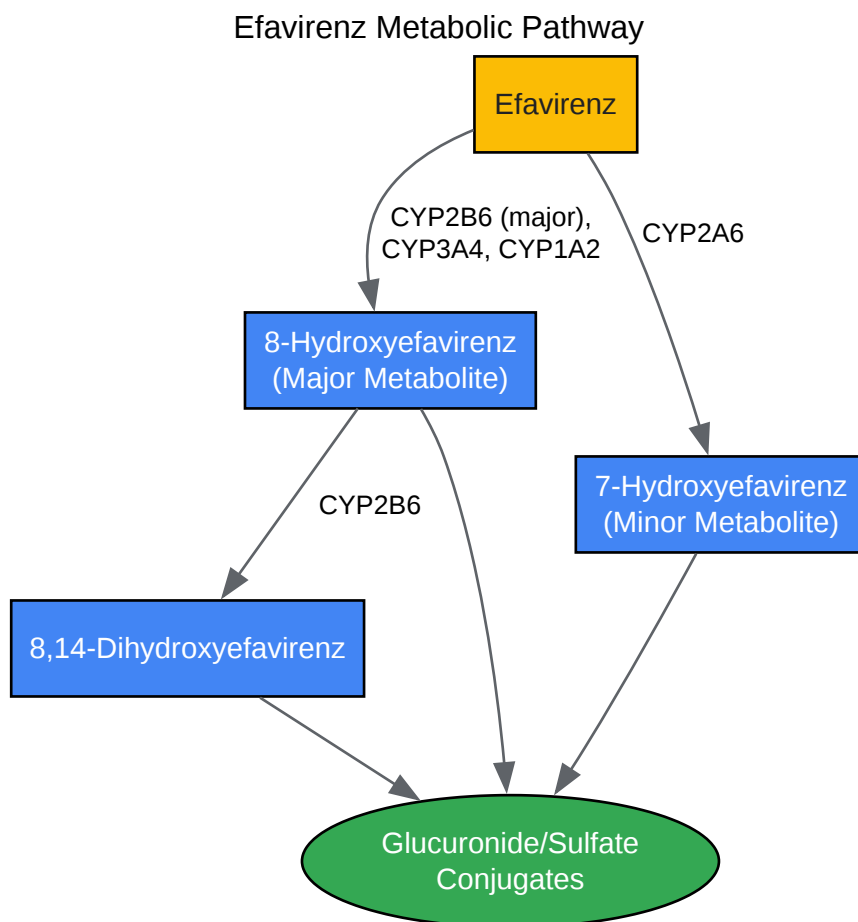 Efavirenz Metabolic Pathway
Efavirenz
CYP2B6 (major),
CYP3A4, CYP1A2
CYP2A6
8-Hydroxyefavirenz
(Major Metabolite)
7-Hydroxyefavirenz
(Minor Metabolite)
CYP2B6
8,14-Dihydroxyefavirenz
Glucuronide/Sulfate
Conjugates